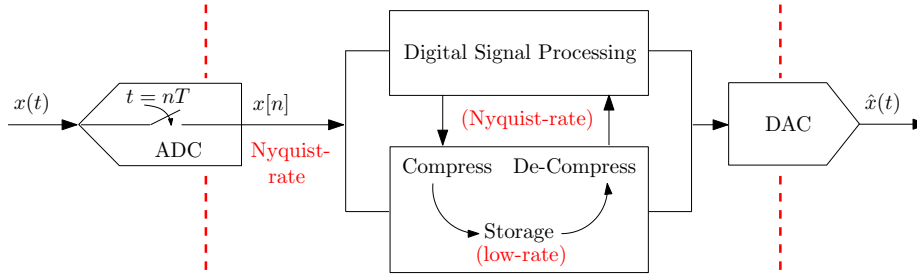 x(t)
t = nT
ADC
x[n]
Nyquist-
rate
Digital Signal Processing
(Nyquist-rate)
Compress
De-Compress
Storage
(low-rate)
DAC
x̂(t)